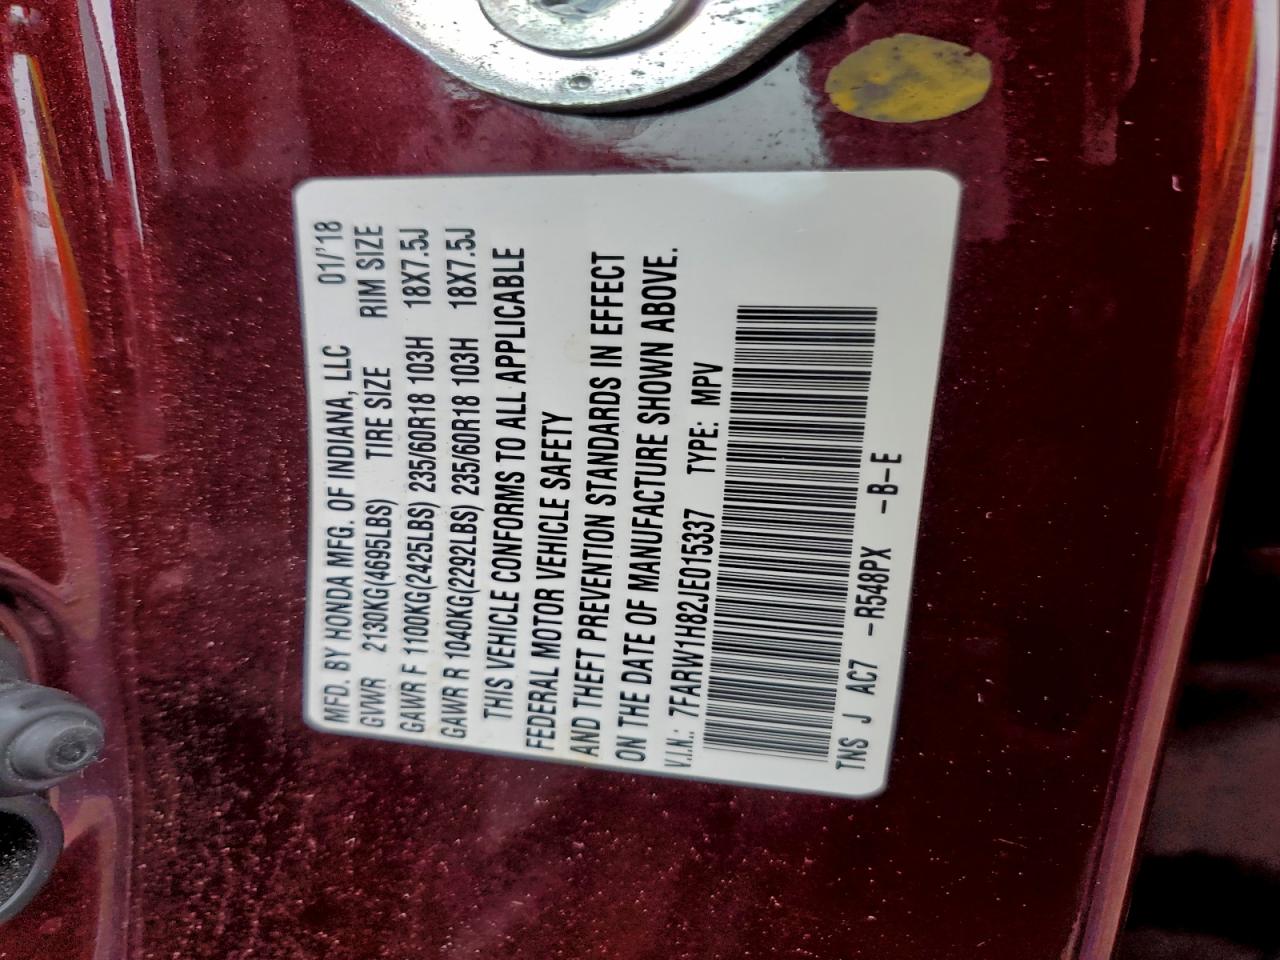 MFD. BY HONDA MFG. OF INDIANA, LLC 01/'18
GVWR 2130KG(4695LBS) TIRE SIZE RIM SIZE
GAWR F 1100KG(2425LBS) 235/60R18 103H 18X7.5J
GAWR R 1040KG(2292LBS) 235/60R18 103H 18X7.5J
THIS VEHICLE CONFORMS TO ALL APPLICABLE
FEDERAL MOTOR VEHICLE SAFETY
AND THEFT PREVENTION STANDARDS IN EFFECT
ON THE DATE OF MANUFACTURE SHOWN ABOVE.
V.I.N.: 7FARW1H82JE015337 TYPE: MPV
TNS J AC7 -R548PX -B-E